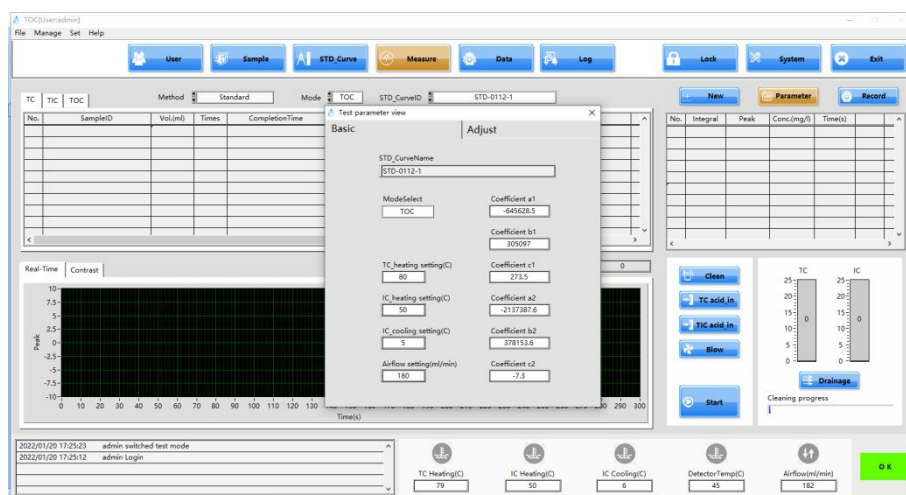 TOC[User:admin]
File Manage Set Help
User Sample STD_Curve Measure Data Log Lock System Exit
TC TIC TOC Method Standard Mode TOC STD_CurveID STD-0112-1 New Parameter Record
No. SampleID Vol.(ml) Times CompletionTime
No. Integral Peak Conc.(mg/l) Time(s)
Test parameter view
Basic Adjust
STD_CurveName
STD-0112-1
ModeSelect Coefficient a1
TOC -645628.5
Coefficient b1
305097
TC_heating setting(C) Coefficient c1
80 273.5
IC_heating setting(C) Coefficient a2
50 -2137387.6
IC_cooling setting(C) Coefficient b2
5 378153.6
Airflow setting(ml/min) Coefficient c2
180 -7.3
Real-Time Contrast 0
Peak
10
7.5
5
2.5
0
-2.5
-5
-7.5
-10
0 10 20 30 40 50 60 70 80 90 100 110 120 130 290 300
Time(s)
Clean
TC acid_in
TIC acid_in
Blow
Start
TC IC
25 25
20 20
15 15
0 0
10 10
5 5
0 0
Drainage
Cleaning progress
2022/01/20 17:25:23 admin switched test mode
2022/01/20 17:25:12 admin Login
TC Heating(C) IC Heating(C) IC Cooling(C) DetectorTemp(C) Airflow(ml/min)
79 50 6 45 182
OK